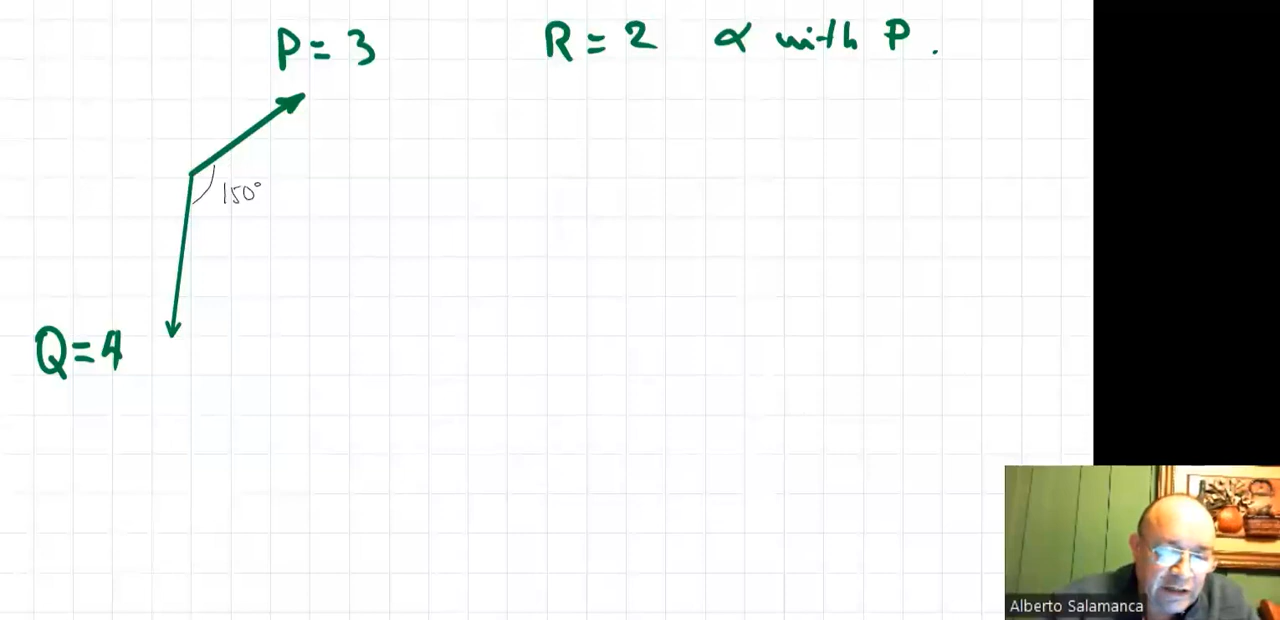 P = 3
R = 2 α with P.
150°
Q = 4
Alberto Salamanca